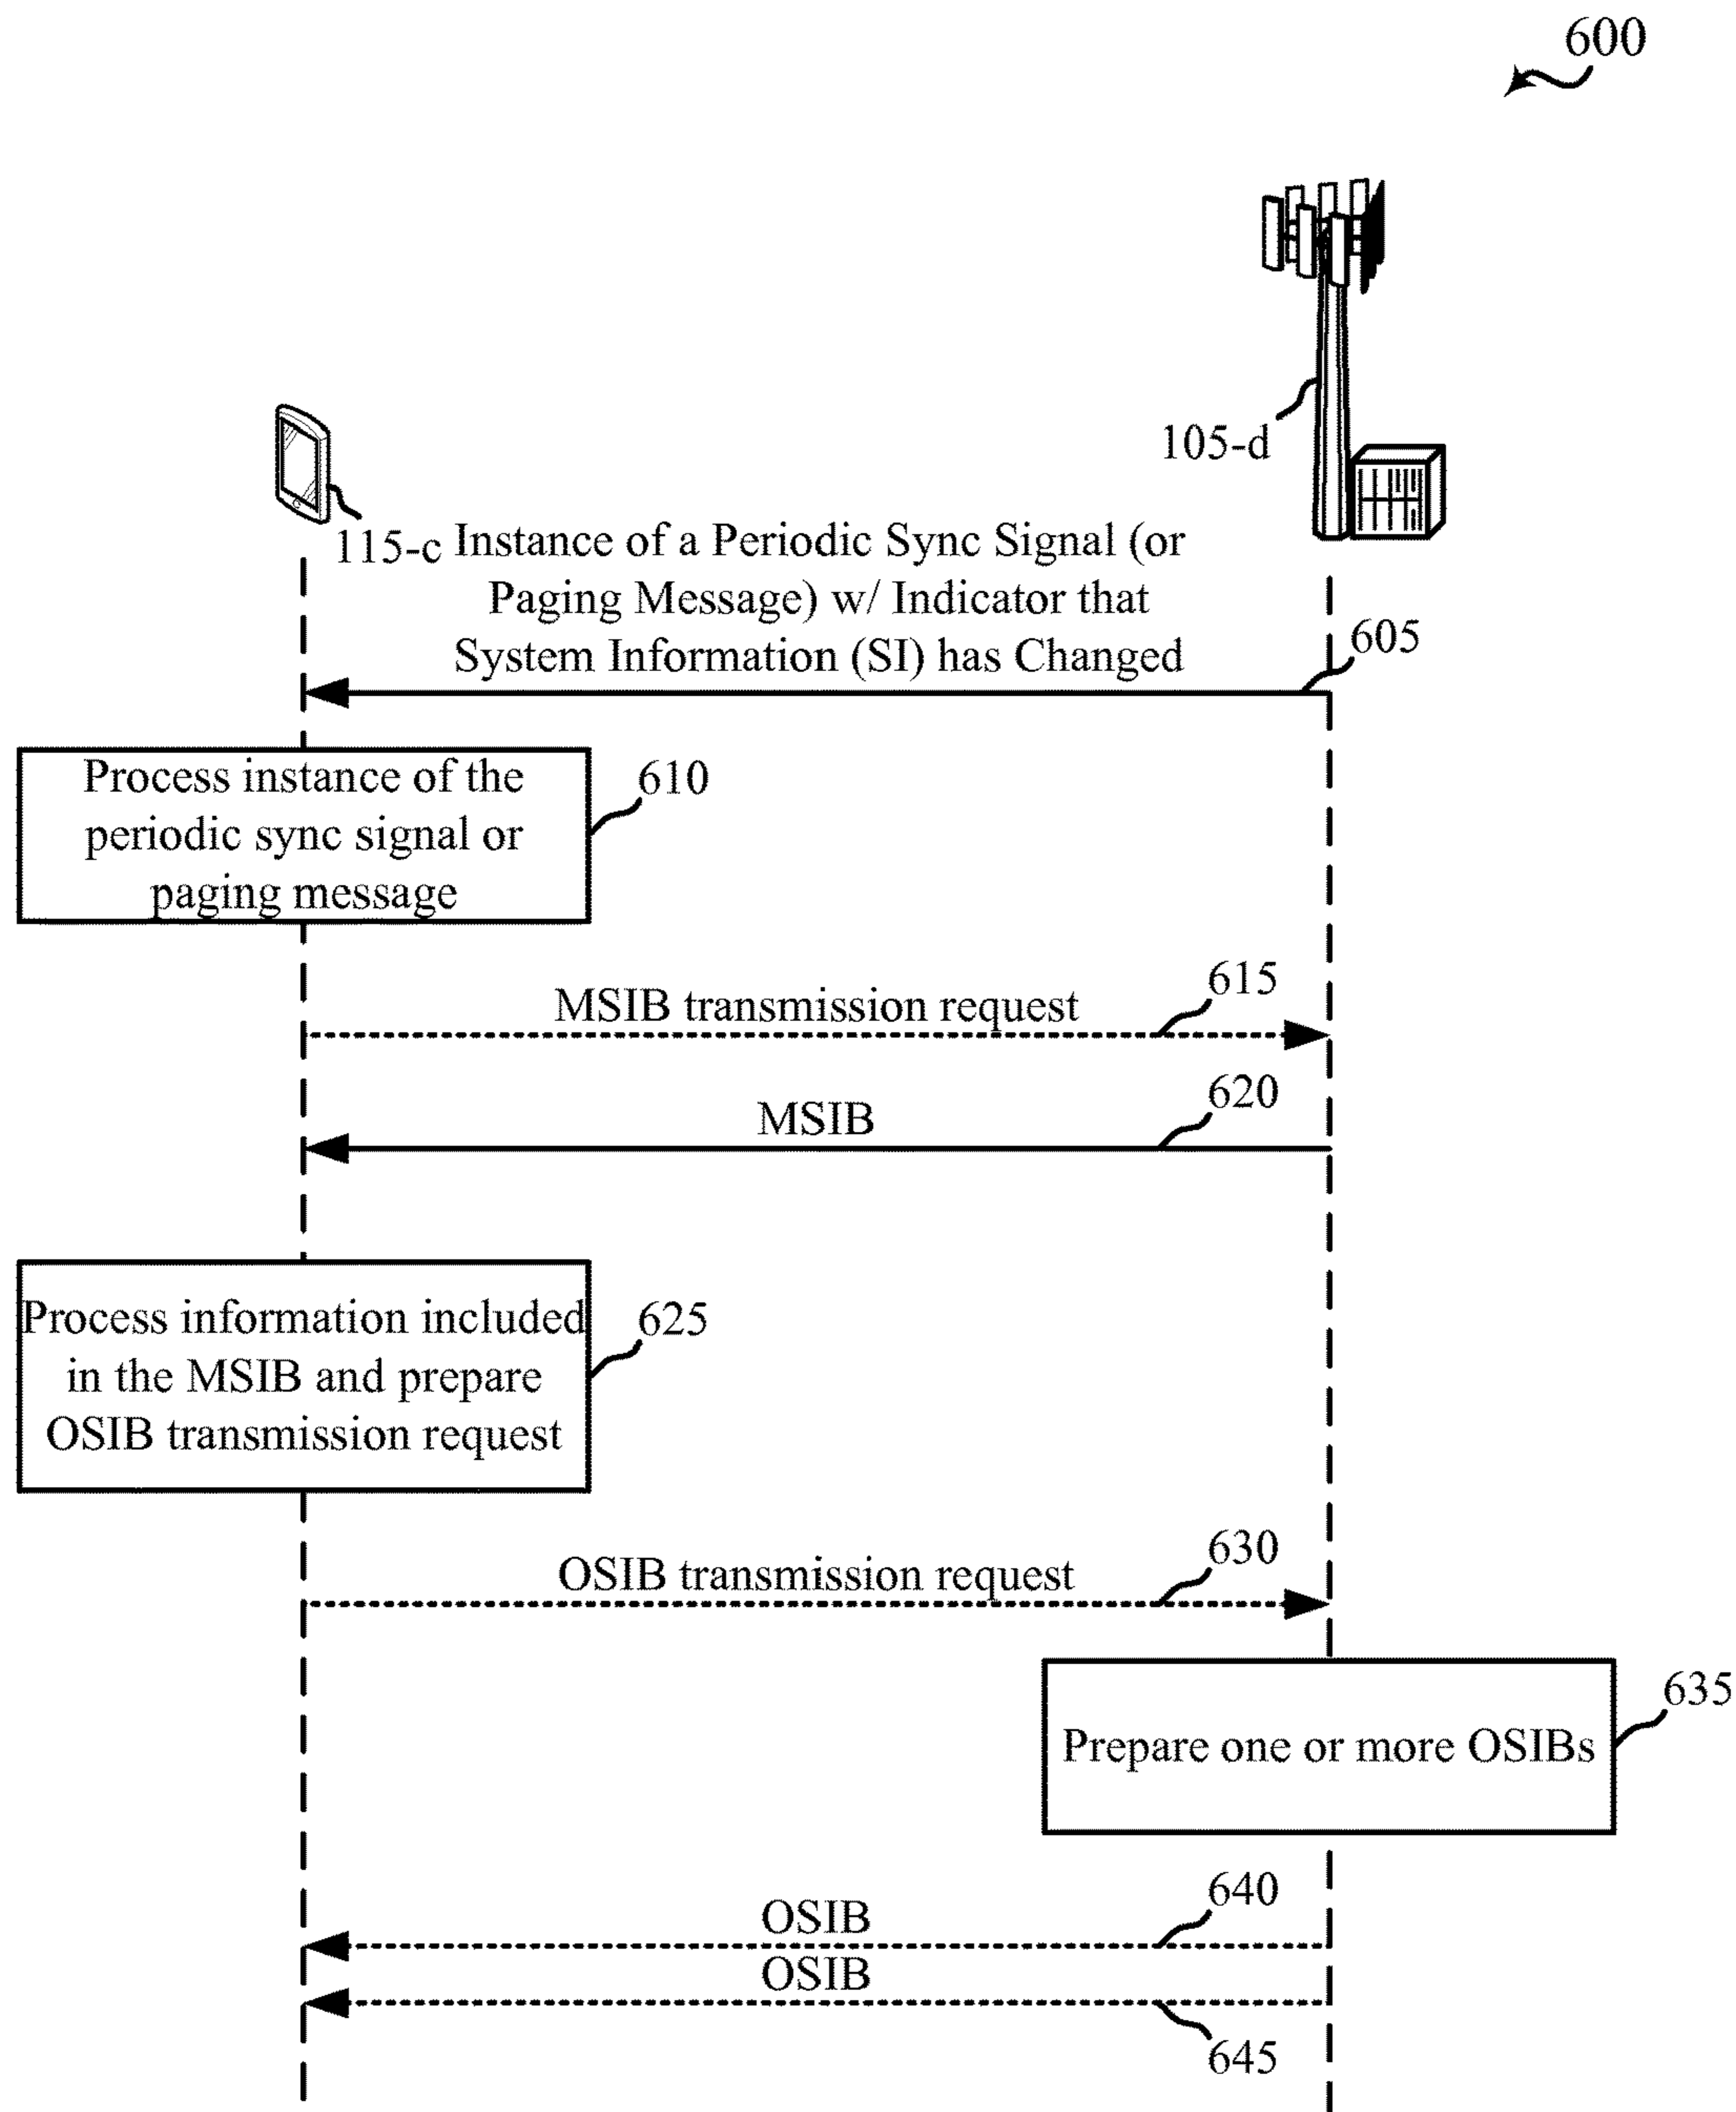 600
105-d
115-c
Instance of a Periodic Sync Signal (or
Paging Message) w/ Indicator that
System Information (SI) has Changed
605
Process instance of the
periodic sync signal or
paging message
610
MSIB transmission request
615
MSIB
620
Process information included
in the MSIB and prepare
OSIB transmission request
625
OSIB transmission request
630
Prepare one or more OSIBs
635
OSIB
640
OSIB
645